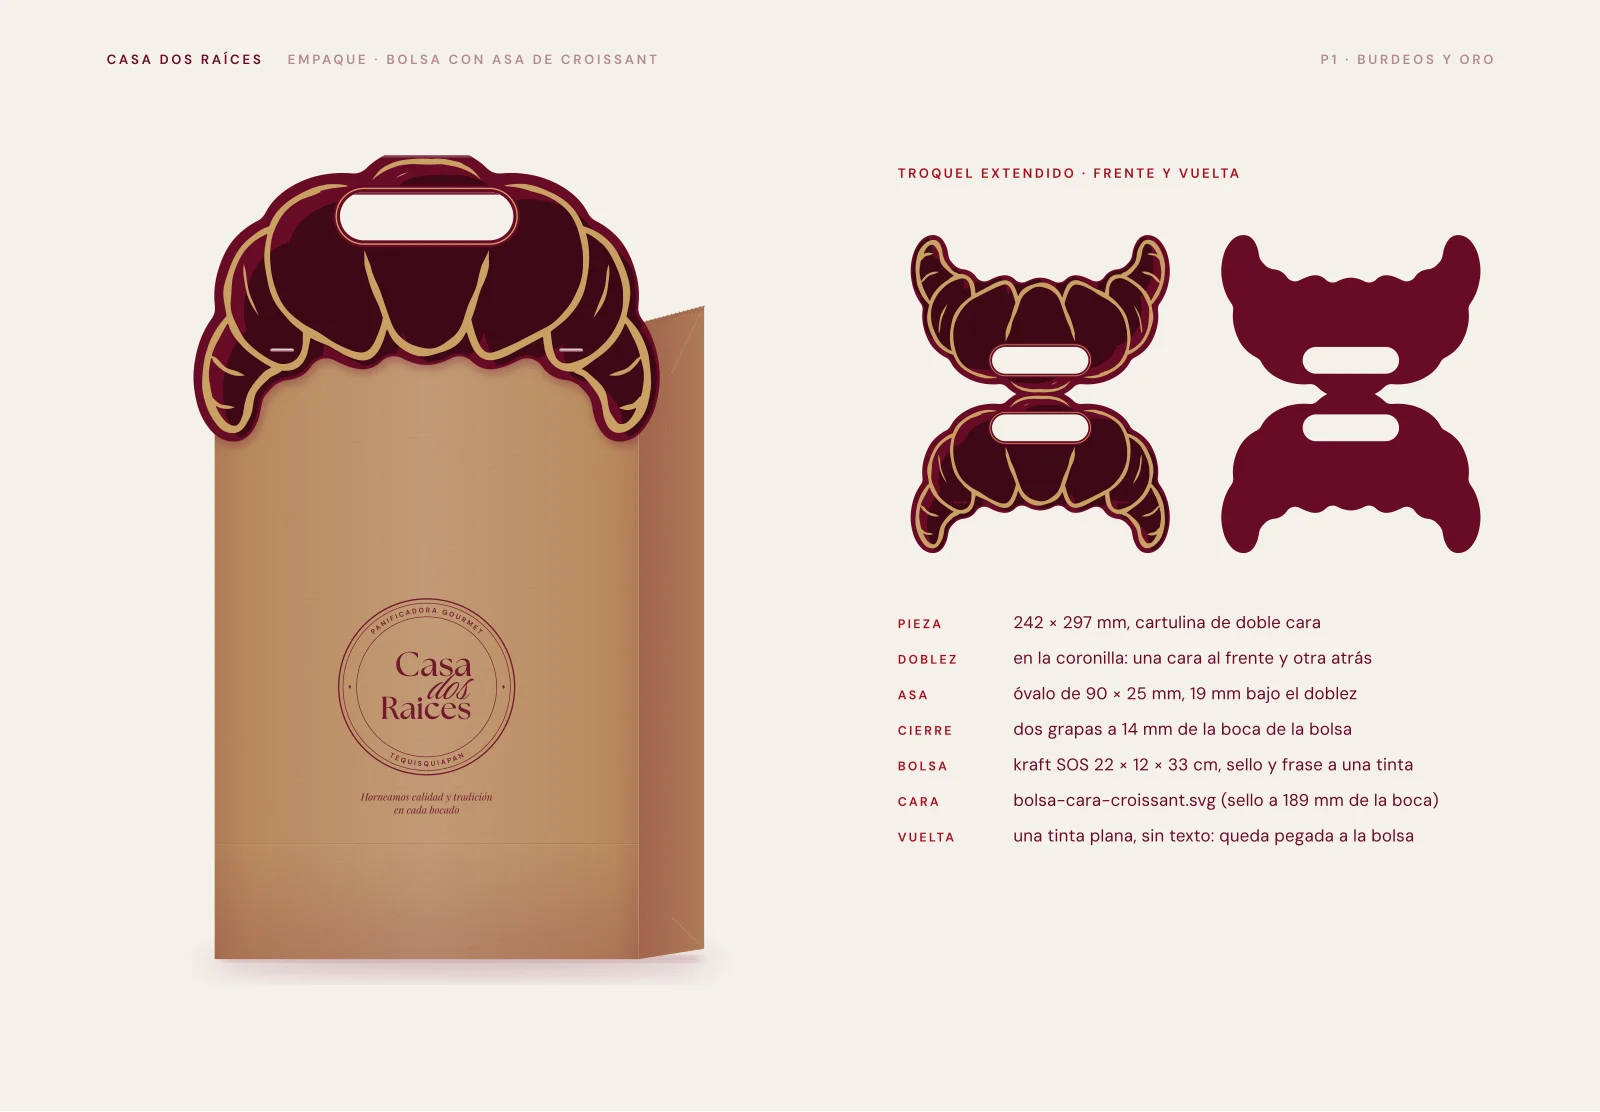 CASA DOS RAÍCES EMPAQUE · BOLSA CON ASA DE CROISSANT
P1 · BURDEOS Y ORO
PANIFICADORA GOURMET
Casa
dos
Raíces
TEQUISQUIAPAN
Horneamos calidad y tradición
en cada bocado
TROQUEL EXTENDIDO · FRENTE Y VUELTA
PIEZA 242 × 297 mm, cartulina de doble cara
DOBLEZ en la coronilla: una cara al frente y otra atrás
ASA óvalo de 90 × 25 mm, 19 mm bajo el doblez
CIERRE dos grapas a 14 mm de la boca de la bolsa
BOLSA kraft SOS 22 × 12 × 33 cm, sello y frase a una tinta
CARA bolsa-cara-croissant.svg (sello a 189 mm de la boca)
VUELTA una tinta plana, sin texto: queda pegada a la bolsa